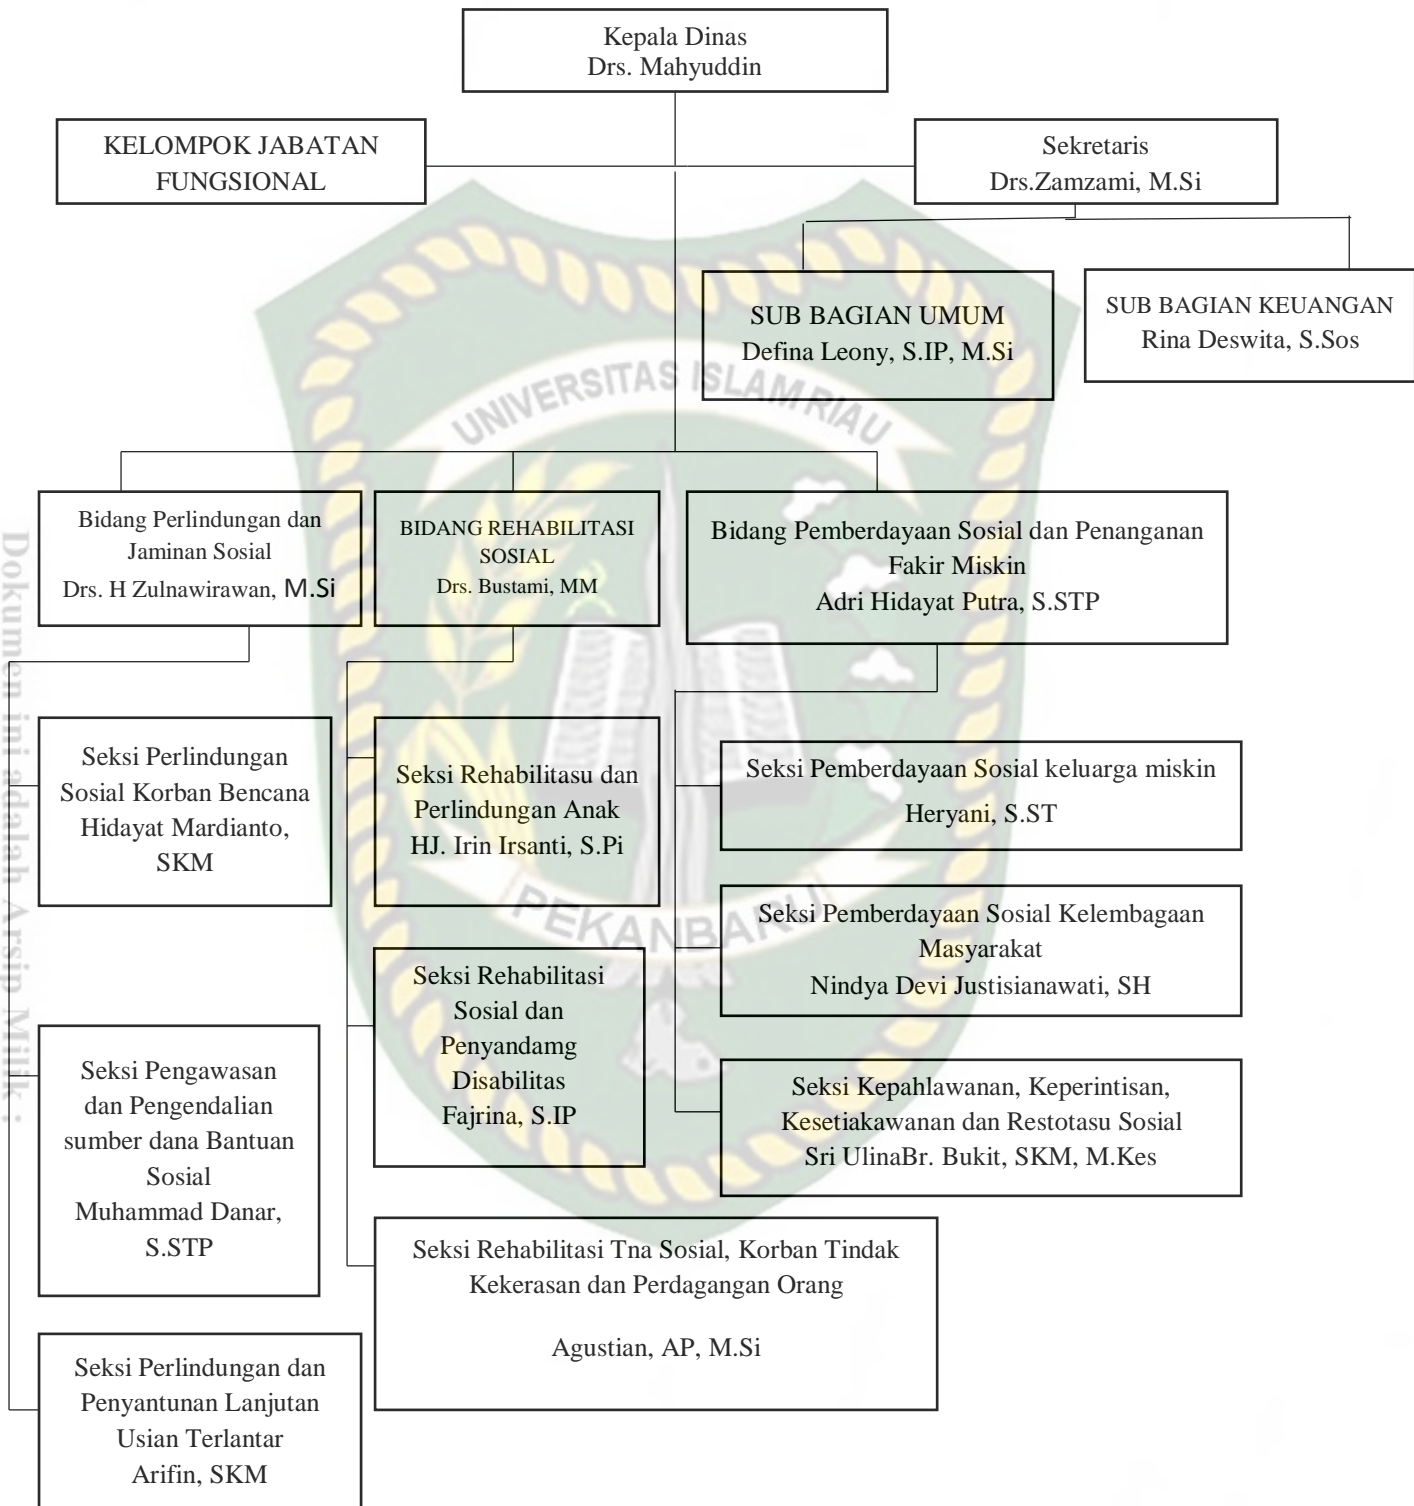 Kepala Dinas
Drs. Mahyuddin
KELOMPOK JABATAN
FUNGSIONAL
Sekretaris
Drs.Zamzami, M.Si
SUB BAGIAN UMUM
Defina Leony, S.IP, M.Si
SUB BAGIAN KEUANGAN
Rina Deswita, S.Sos
UNIVERSITAS ISLAM RIAU
Bidang Perlindungan dan
Jaminan Sosial
Drs. H Zulnawirawan, M.Si
BIDANG REHABILITASI
SOSIAL
Drs. Bustami, MM
Bidang Pemberdayaan Sosial dan Penanganan
Fakir Miskin
Adri Hidayat Putra, S.STP
Seksi Perlindungan
Sosial Korban Bencana
Hidayat Mardianto,
SKM
Seksi Rehabilitasu dan
Perlindungan Anak
HJ. Irin Irsanti, S.Pi
Seksi Pemberdayaan Sosial keluarga miskin
Heryani, S.ST
PEKANBARU
Seksi Pemberdayaan Sosial Kelembagaan
Masyarakat
Nindya Devi Justisianawati, SH
Seksi Rehabilitasi
Sosial dan
Penyandamg
Disabilitas
Fajrina, S.IP
Seksi Pengawasan
dan Pengendalian
sumber dana Bantuan
Sosial
Muhammad Danar,
S.STP
Seksi Kepahlawanan, Keperintisan,
Kesetiakawanan dan Restotasu Sosial
Sri UlinaBr. Bukit, SKM, M.Kes
Seksi Rehabilitasi Tna Sosial, Korban Tindak
Kekerasan dan Perdagangan Orang
Agustian, AP, M.Si
Seksi Perlindungan dan
Penyantunan Lanjutan
Usian Terlantar
Arifin, SKM
Dokumen ini adalah Arsip Milik :